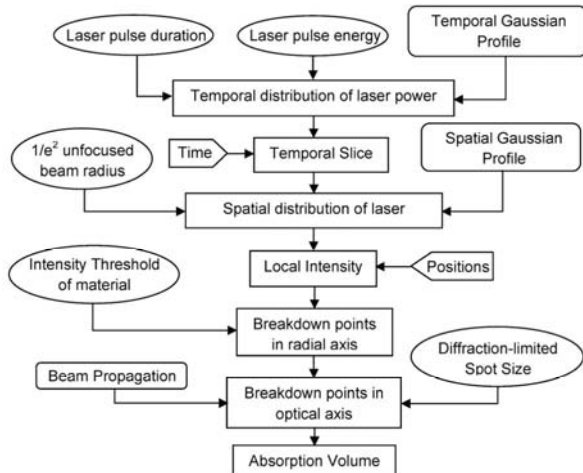 Laser pulse duration
Laser pulse energy
Temporal Gaussian
Profile
Temporal distribution of laser power
1/e² unfocused
beam radius
Time
Temporal Slice
Spatial Gaussian
Profile
Spatial distribution of laser
Intensity Threshold
of material
Local Intensity
Positions
Breakdown points
in radial axis
Diffraction-limited
Spot Size
Beam Propagation
Breakdown points in
optical axis
Absorption Volume